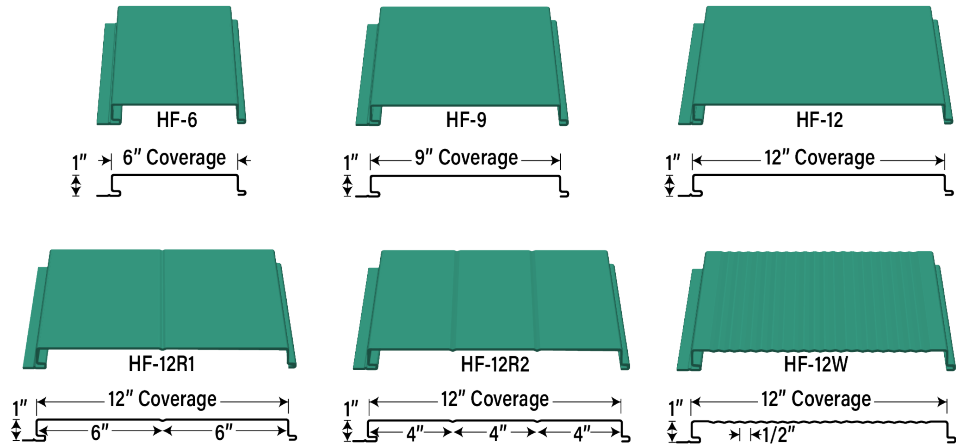 HF-6
HF-9
HF-12
1″
6″ Coverage
1″
9″ Coverage
1″
12″ Coverage
HF-12R1
HF-12R2
HF-12W
1″
12″ Coverage
6″
6″
1″
12″ Coverage
4″
4″
4″
1″
12″ Coverage
1/2″